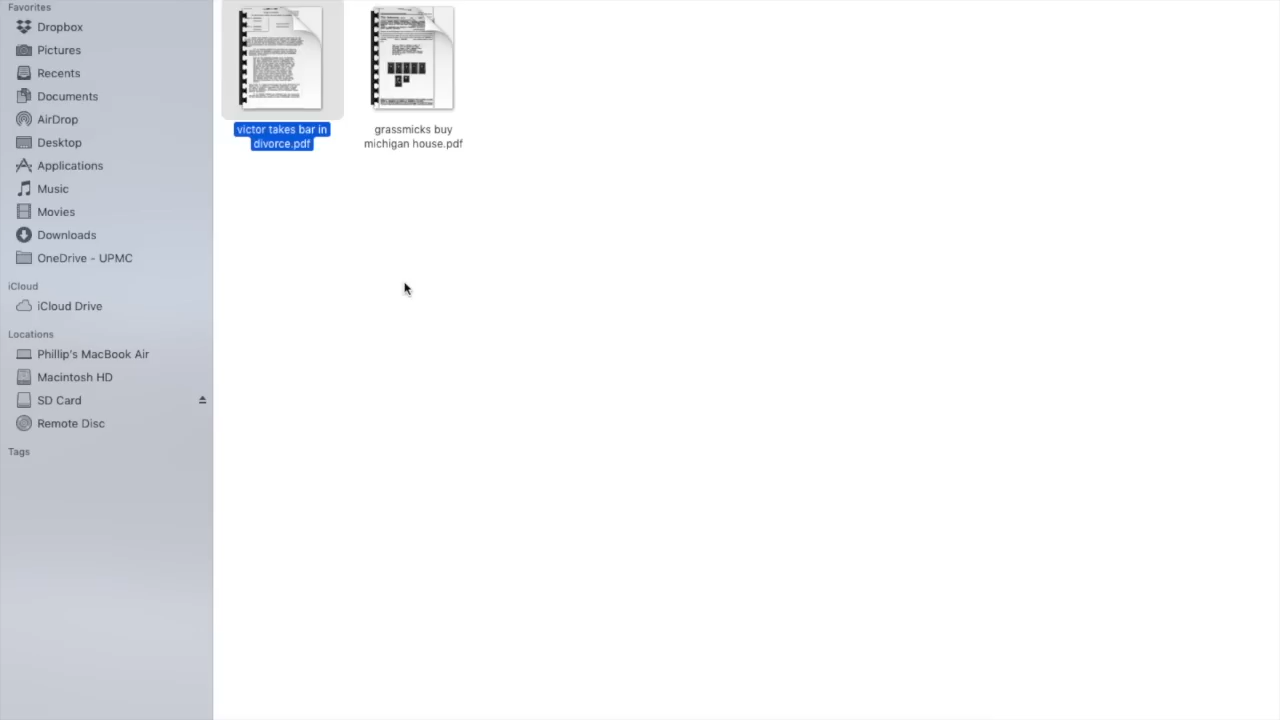 Favorites
Dropbox
Pictures
Recents
Documents
AirDrop
Desktop
Applications
Music
Movies
Downloads
OneDrive - UPMC
iCloud
iCloud Drive
Locations
Phillip's MacBook Air
Macintosh HD
SD Card
Remote Disc
Tags
victor takes bar in
divorce.pdf
grassmicks buy
michigan house.pdf